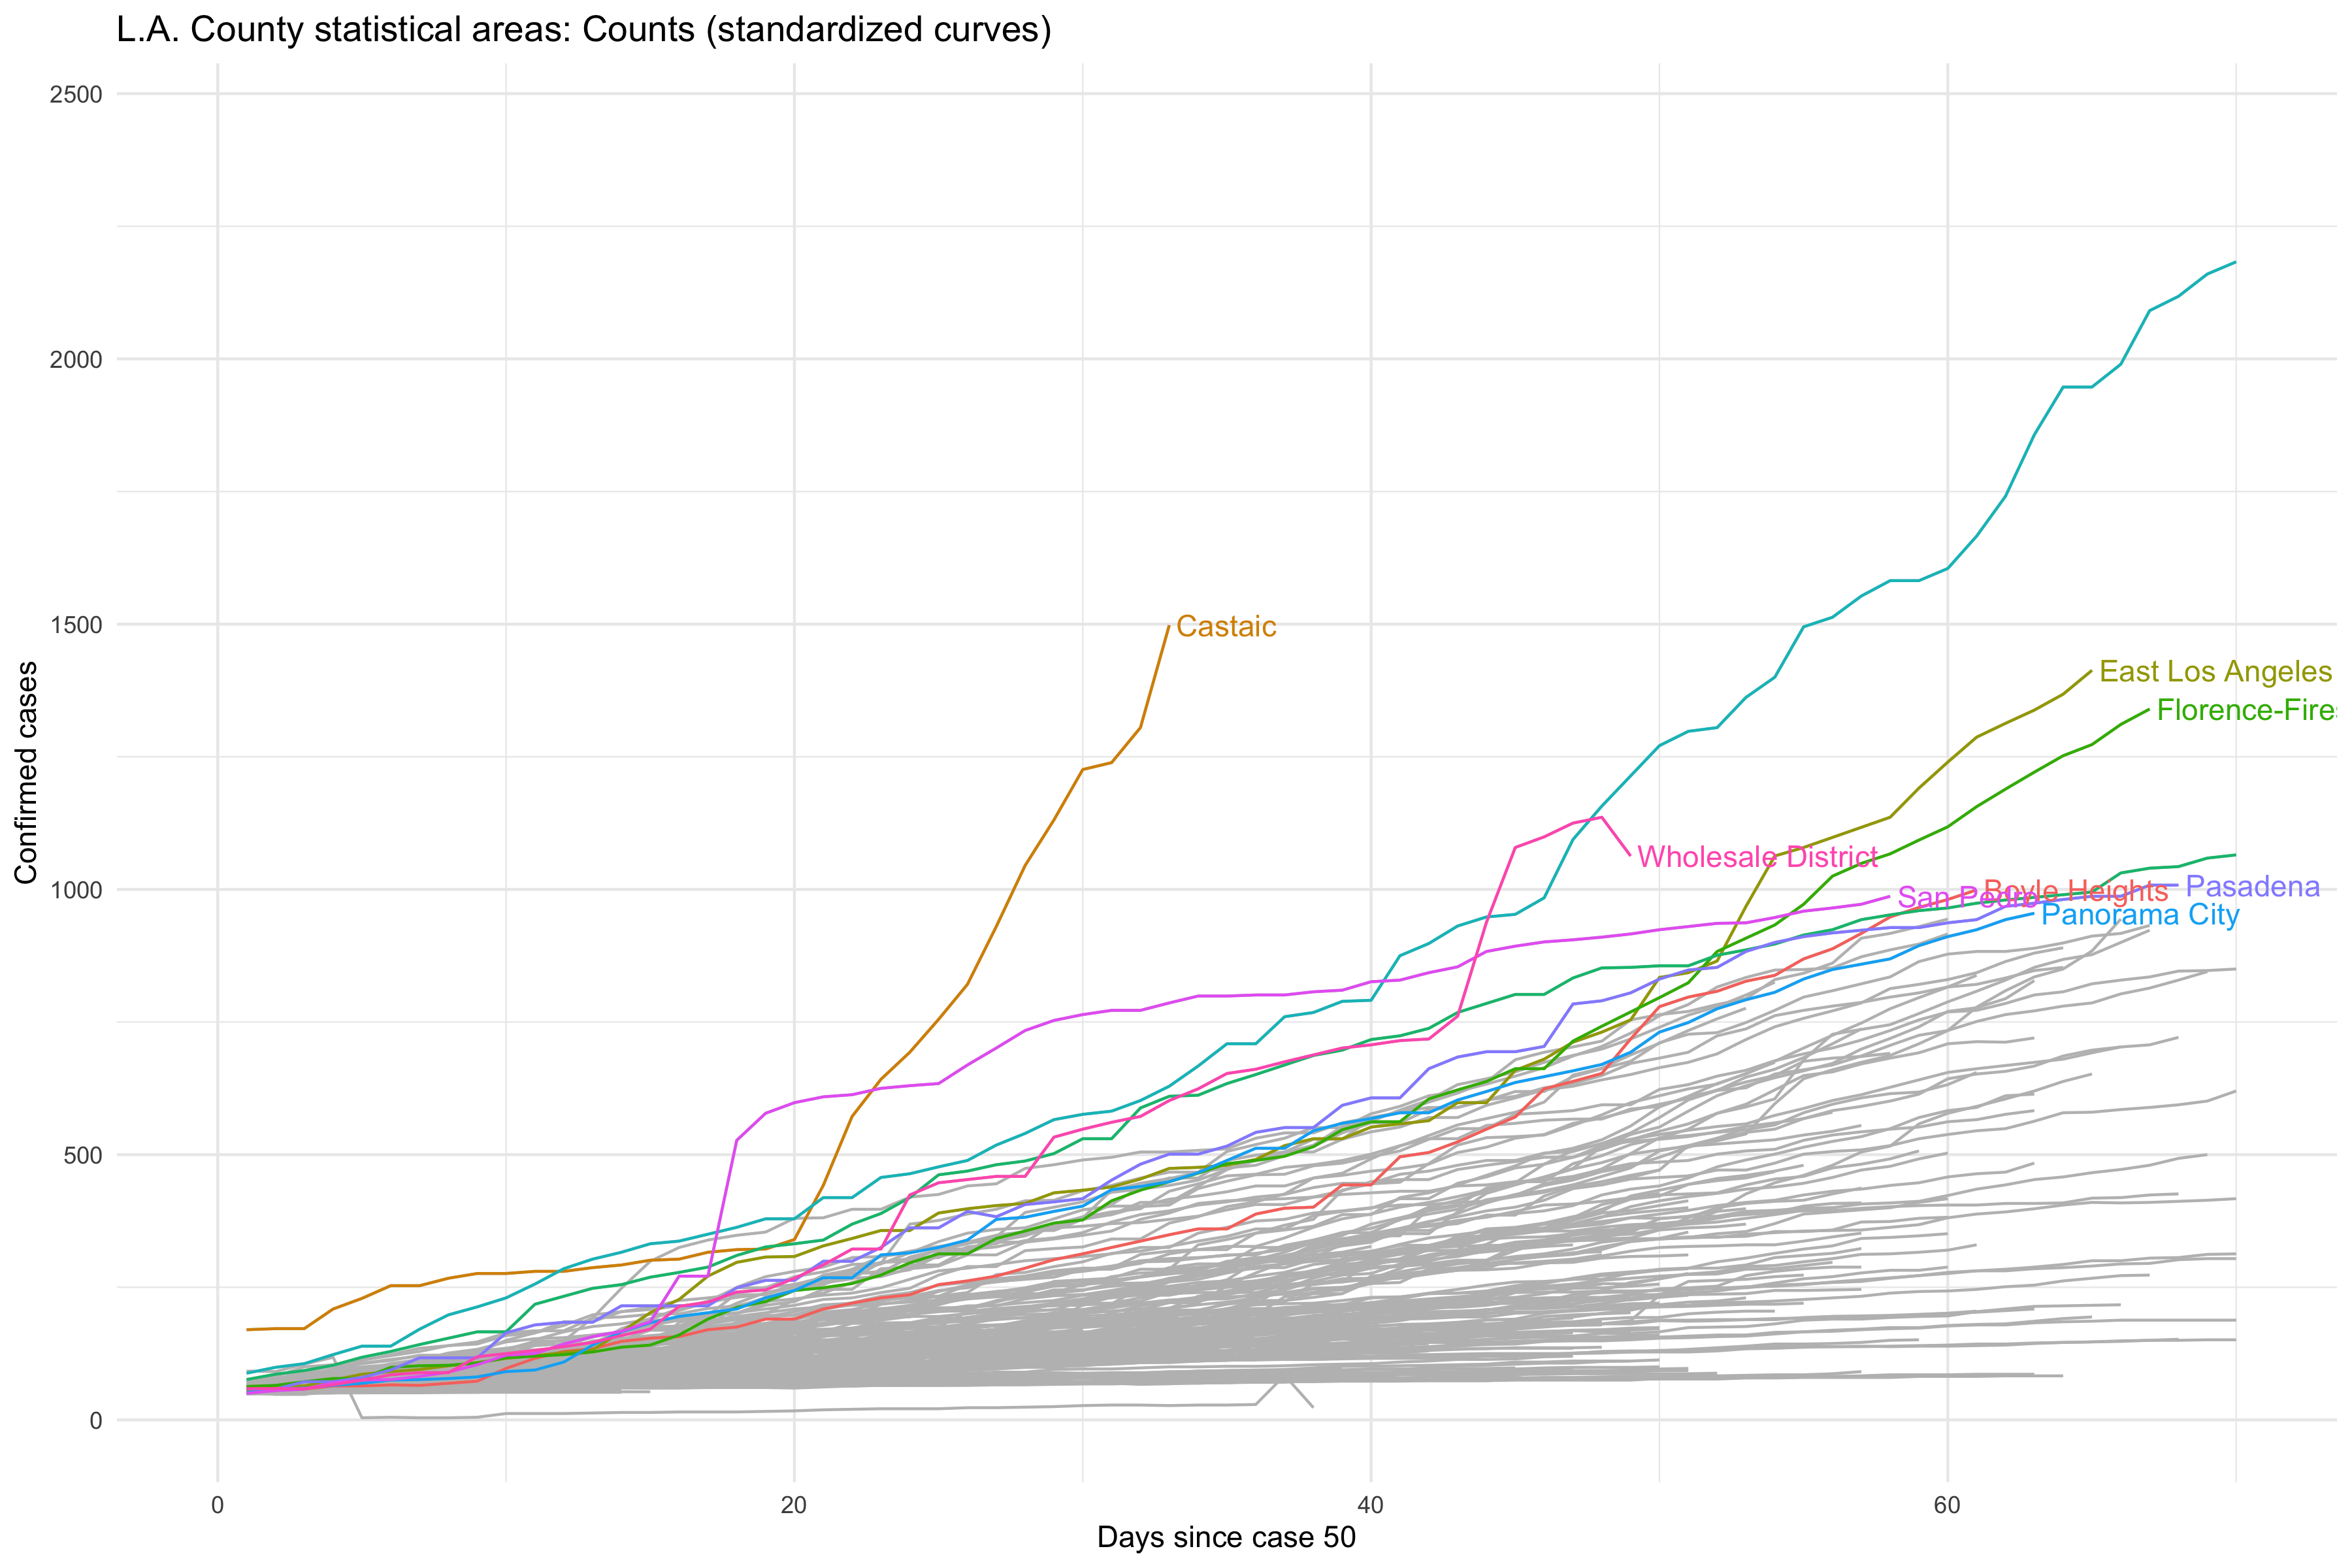 L.A. County statistical areas: Counts (standardized curves)
2500
2000
1500
1000
500
0
Confirmed cases
Castaic
East Los Angeles
Florence-Fires
Wholesale District
San Pedro
Boyle Heights
Pasadena
Panorama City
0
20
40
60
Days since case 50